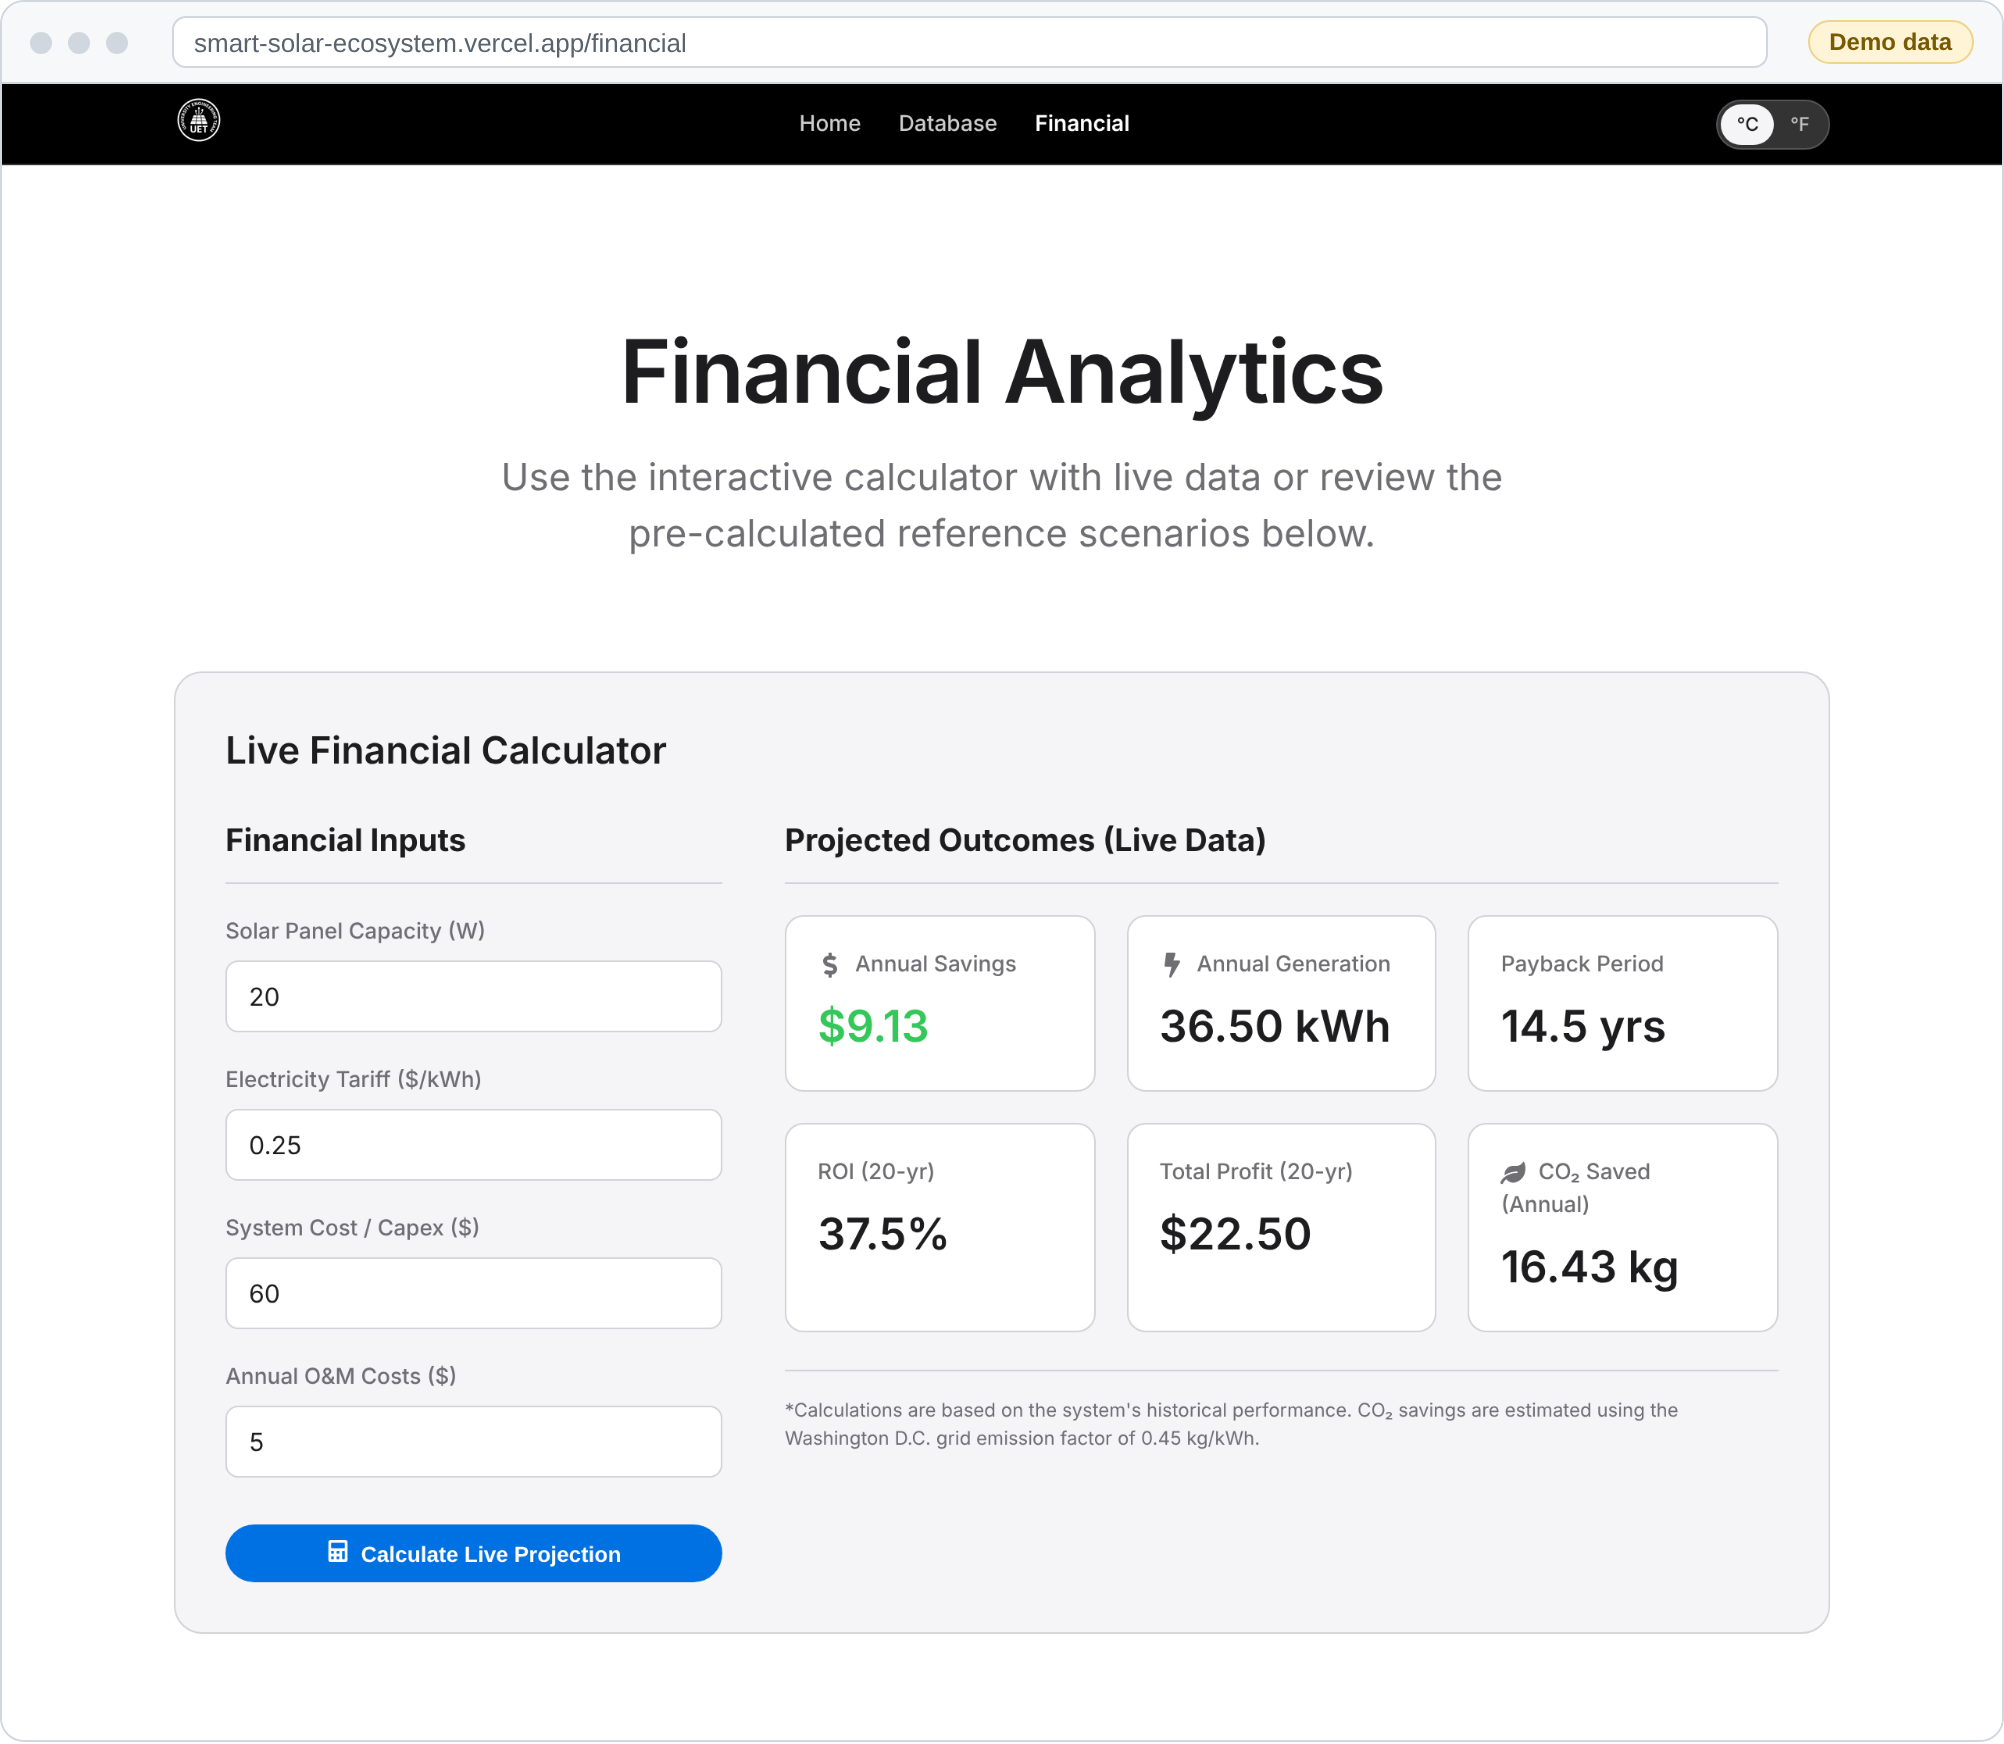 smart-solar-ecosystem.vercel.app/financial
Demo data
UET
Home
Database
Financial
°C
°F
Financial Analytics
Use the interactive calculator with live data or review the
pre-calculated reference scenarios below.
Live Financial Calculator
Financial Inputs
Solar Panel Capacity (W)
20
Electricity Tariff ($/kWh)
0.25
System Cost / Capex ($)
60
Annual O&M Costs ($)
5
Calculate Live Projection
Projected Outcomes (Live Data)
Annual Savings
$9.13
Annual Generation
36.50 kWh
Payback Period
14.5 yrs
ROI (20-yr)
37.5%
Total Profit (20-yr)
$22.50
CO₂ Saved
(Annual)
16.43 kg
*Calculations are based on the system's historical performance. CO₂ savings are estimated using the
Washington D.C. grid emission factor of 0.45 kg/kWh.